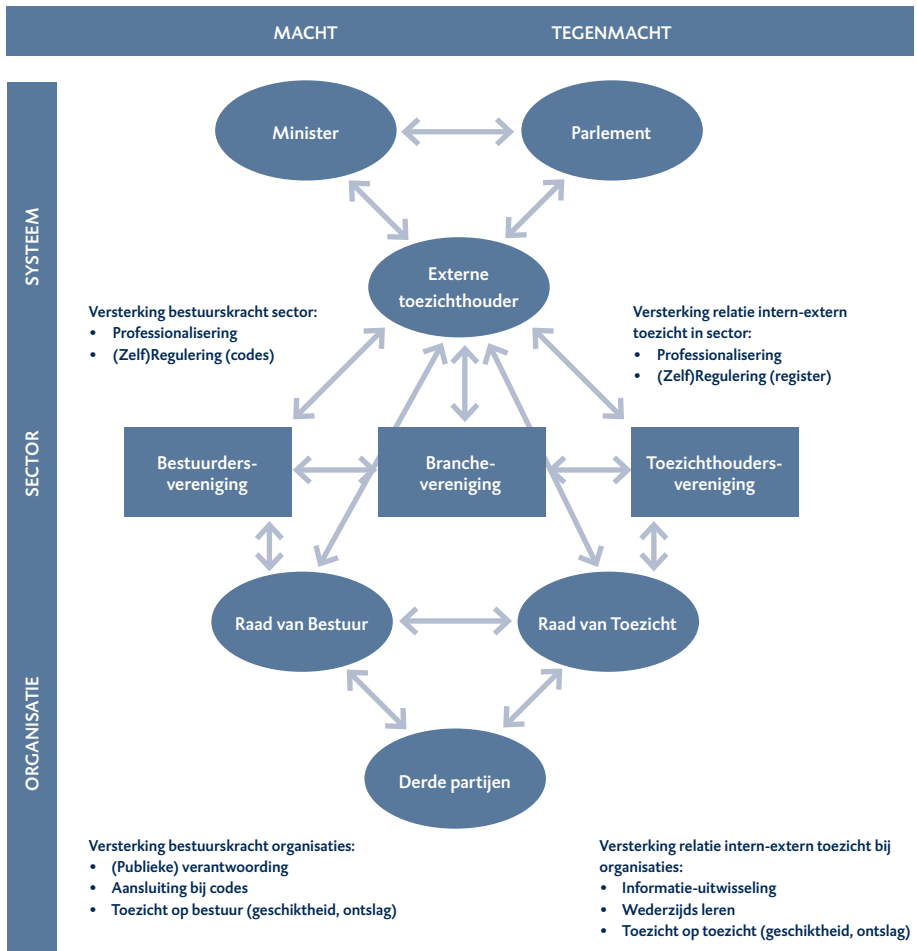 MACHT
TEGENMACHT
SYSTEEM
Minister
Parlement
Externe
toezichthouder
Versterking bestuurskracht sector:
• Professionalisering
• (Zelf)Regulering (codes)
Versterking relatie intern-extern
toezicht in sector:
• Professionalisering
• (Zelf)Regulering (register)
SECTOR
Bestuurders-
vereniging
Branche-
vereniging
Toezichthouders-
vereniging
Raad van Bestuur
Raad van Toezicht
ORGANISATIE
Derde partijen
Versterking bestuurskracht organisaties:
• (Publieke) verantwoording
• Aansluiting bij codes
• Toezicht op bestuur (geschiktheid, ontslag)
Versterking relatie intern-extern toezicht bij
organisaties:
• Informatie-uitwisseling
• Wederzijds leren
• Toezicht op toezicht (geschiktheid, ontslag)